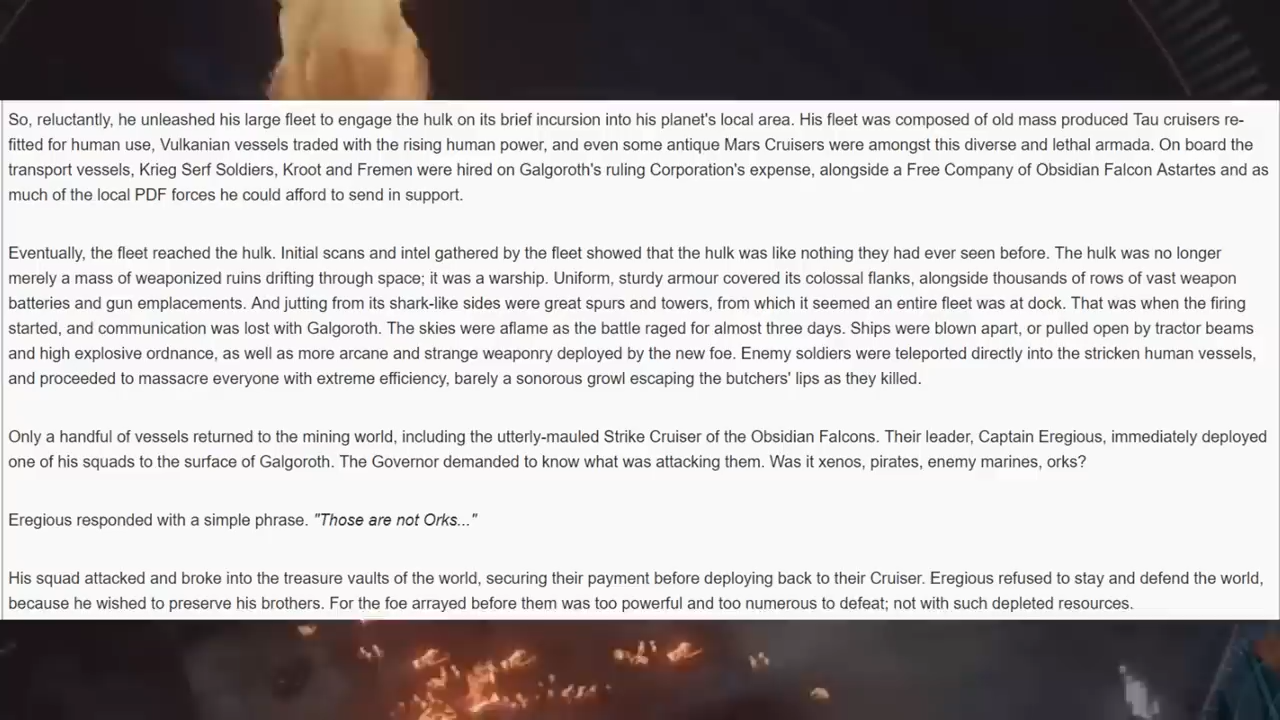 So, reluctantly, he unleashed his large fleet to engage the hulk on its brief incursion into his planet's local area. His fleet was composed of old mass produced Tau cruisers re-
fitted for human use, Vulkanian vessels traded with the rising human power, and even some antique Mars Cruisers were amongst this diverse and lethal armada. On board the
transport vessels, Krieg Serf Soldiers, Kroot and Fremen were hired on Galgoroth's ruling Corporation's expense, alongside a Free Company of Obsidian Falcon Astartes and as
much of the local PDF forces he could afford to send in support.
Eventually, the fleet reached the hulk. Initial scans and intel gathered by the fleet showed that the hulk was like nothing they had ever seen before. The hulk was no longer
merely a mass of weaponized ruins drifting through space; it was a warship. Uniform, sturdy armour covered its colossal flanks, alongside thousands of rows of vast weapon
batteries and gun emplacements. And jutting from its shark-like sides were great spurs and towers, from which it seemed an entire fleet was at dock. That was when the firing
started, and communication was lost with Galgoroth. The skies were aflame as the battle raged for almost three days. Ships were blown apart, or pulled open by tractor beams
and high explosive ordnance, as well as more arcane and strange weaponry deployed by the new foe. Enemy soldiers were teleported directly into the stricken human vessels,
and proceeded to massacre everyone with extreme efficiency, barely a sonorous growl escaping the butchers' lips as they killed.
Only a handful of vessels returned to the mining world, including the utterly-mauled Strike Cruiser of the Obsidian Falcons. Their leader, Captain Eregious, immediately deployed
one of his squads to the surface of Galgoroth. The Governor demanded to know what was attacking them. Was it xenos, pirates, enemy marines, orks?
Eregious responded with a simple phrase. "Those are not Orks..."
His squad attacked and broke into the treasure vaults of the world, securing their payment before deploying back to their Cruiser. Eregious refused to stay and defend the world,
because he wished to preserve his brothers. For the foe arrayed before them was too powerful and too numerous to defeat; not with such depleted resources.